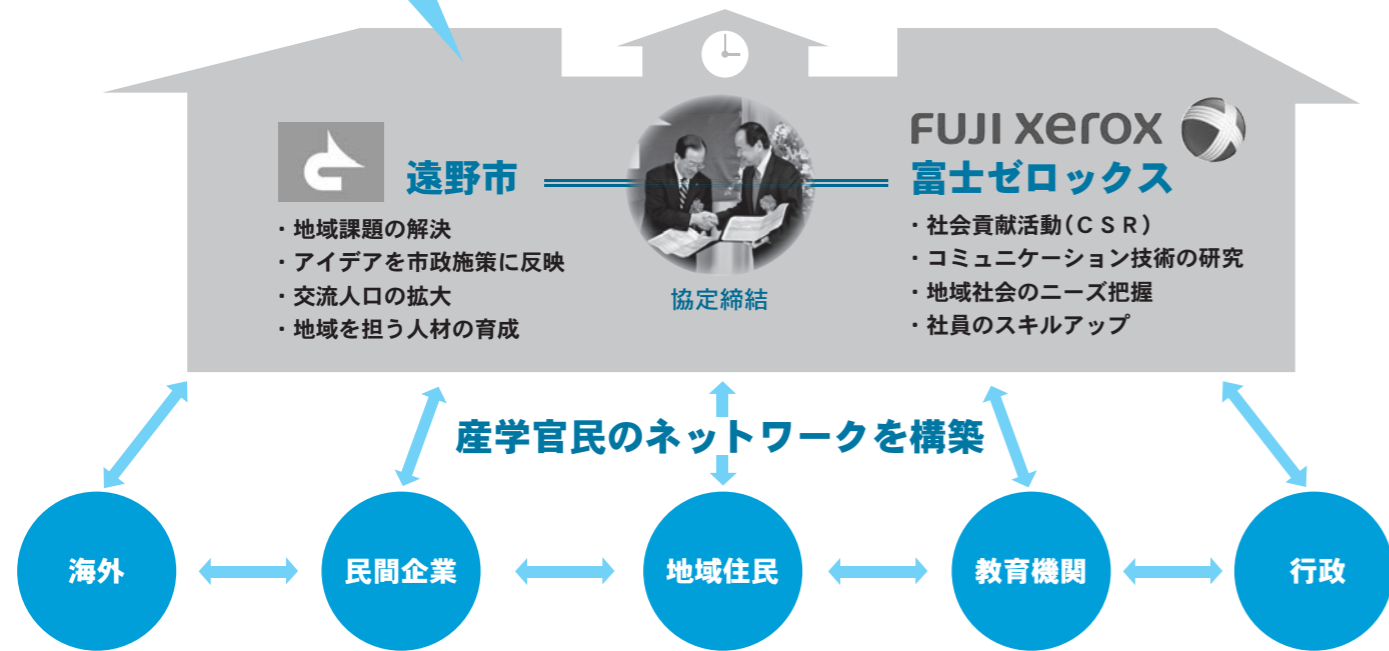 FUJI xerox
遠野市
富士ゼロックス
・地域課題の解決
・アイデアを市政施策に反映
・交流人口の拡大
・地域を担う人材の育成
協定締結
・社会貢献活動(ＣＳＲ)
・コミュニケーション技術の研究
・地域社会のニーズ把握
・社員のスキルアップ
産学官民のネットワークを構築
海外
民間企業
地域住民
教育機関
行政